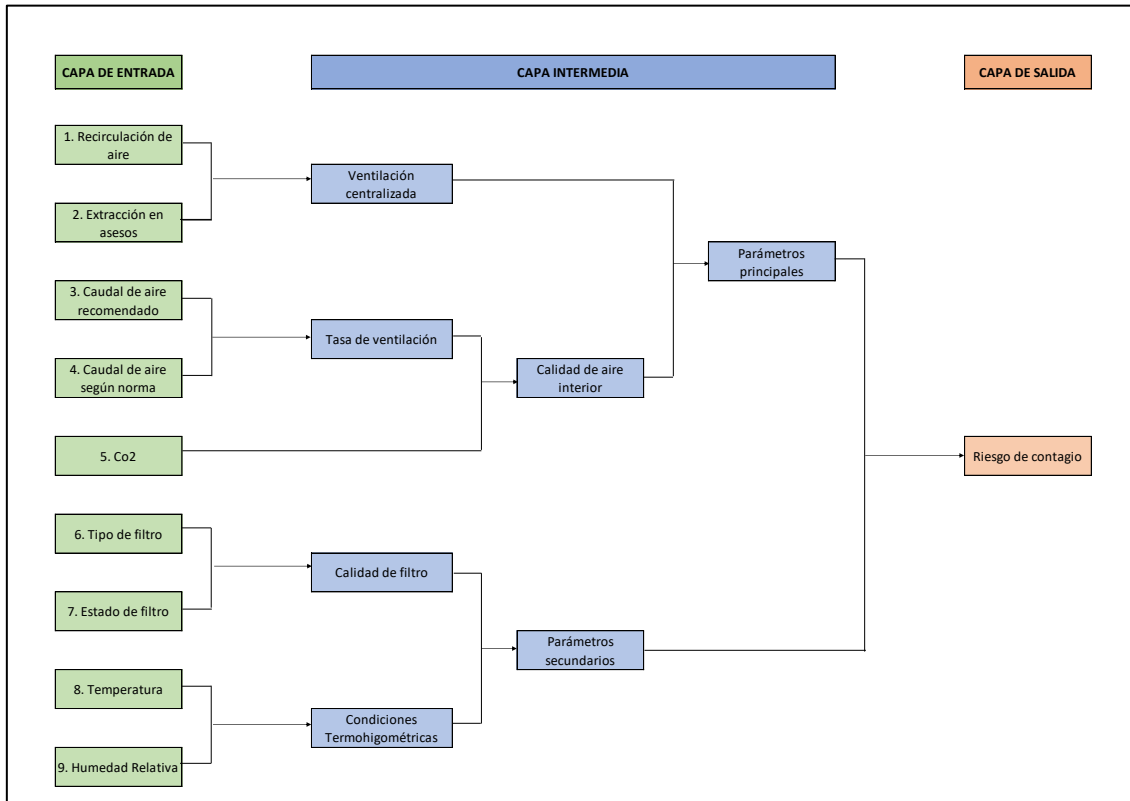 CAPA DE ENTRADA
CAPA INTERMEDIA
CAPA DE SALIDA
1. Recirculación de
aire
Ventilación
centralizada
2. Extracción en
asesos
Parámetros
principales
3. Caudal de aire
recomendado
Tasa de ventilación
4. Caudal de aire
según norma
Calidad de aire
interior
5. Co2
Riesgo de contagio
6. Tipo de filtro
Calidad de filtro
7. Estado de filtro
Parámetros
secundarios
8. Temperatura
Condiciones
Termohigométricas
9. Humedad Relativa